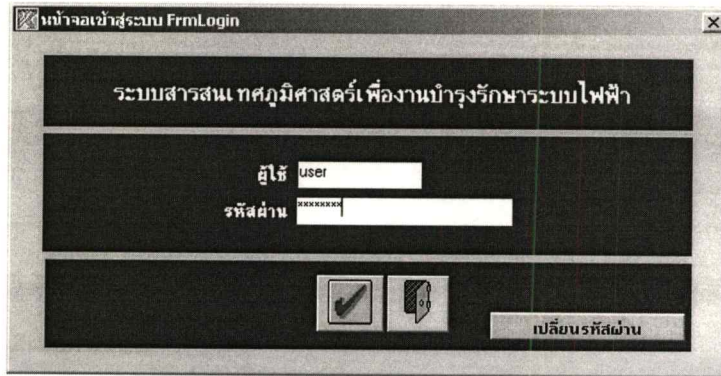 หน้าจอเข้าสู่ระบบ FrmLogin
ระบบสารสนเทศภูมิศาสตร์เพื่องานบำรุงรักษาระบบไฟฟ้า
ผู้ใช้ user
รหัสผ่าน xxxxxxxx
เปลี่ยนรหัสผ่าน